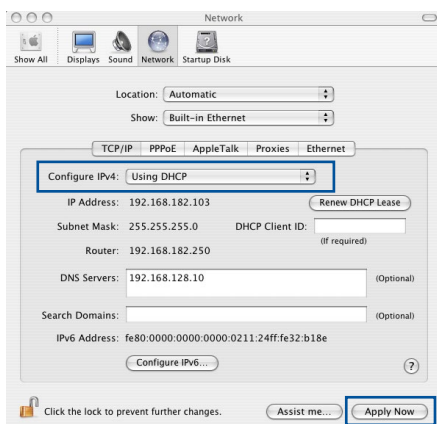 Network
Show All Displays Sound Network Startup Disk
Location: Automatic
Show: Built-in Ethernet
TCP/IP PPPoE AppleTalk Proxies Ethernet
Configure IPv4: Using DHCP
IP Address: 192.168.182.103 Renew DHCP Lease
Subnet Mask: 255.255.255.0 DHCP Client ID:
(If required)
Router: 192.168.182.250
DNS Servers: 192.168.128.10 (Optional)
Search Domains: (Optional)
IPv6 Address: fe80:0000:0000:0000:0211:24ff:fe32:b18e
Configure IPv6... ?
Click the lock to prevent further changes. Assist me... Apply Now